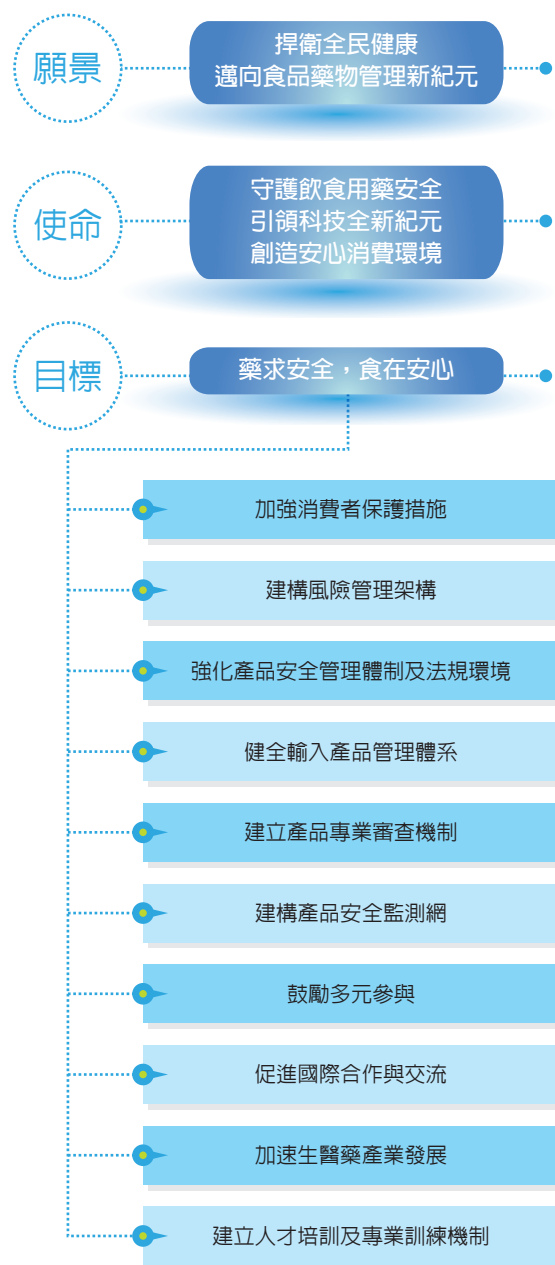 願景
捍衛全民健康
邁向食品藥物管理新紀元
使命
守護飲食用藥安全
引領科技全新紀元
創造安心消費環境
目標
藥求安全，食在安心
加強消費者保護措施
建構風險管理架構
強化產品安全管理體制及法規環境
健全輸入產品管理體系
建立產品專業審查機制
建構產品安全監測網
鼓勵多元參與
促進國際合作與交流
加速生醫藥產業發展
建立人才培訓及專業訓練機制